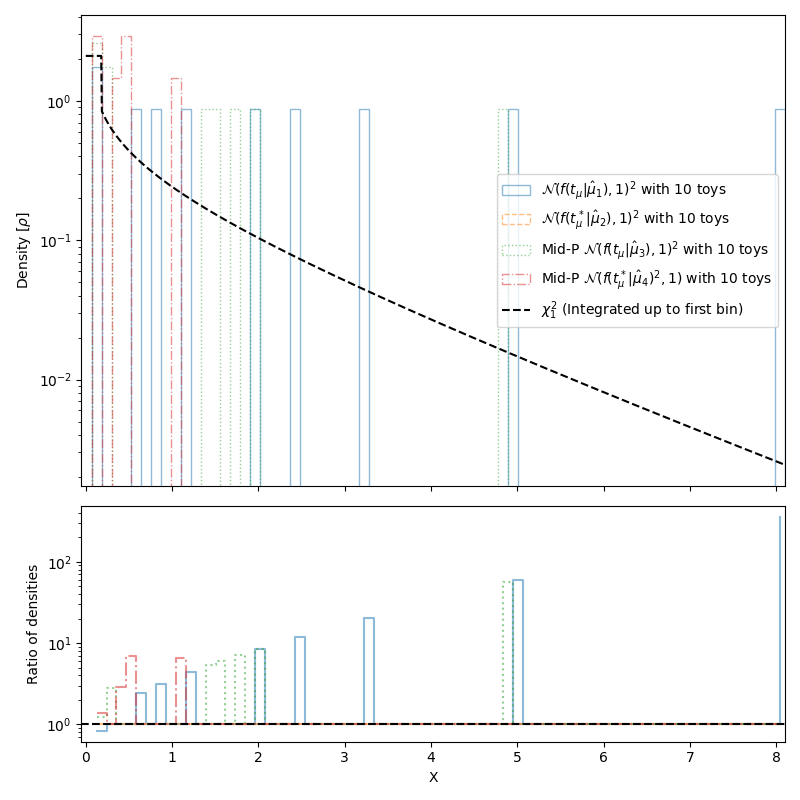 10⁰
10⁻¹
10⁻²
Density [ρ]
𝒩(f(t_μ|μ̂₁), 1)² with 10 toys
𝒩(f(t*_μ|μ̂₂), 1)² with 10 toys
Mid-P 𝒩(f(t_μ|μ̂₃), 1)² with 10 toys
Mid-P 𝒩(f(t*_μ|μ̂₄)², 1) with 10 toys
χ²₁ (Integrated up to first bin)
10²
10¹
10⁰
Ratio of densities
0 1 2 3 4 5 6 7 8
X